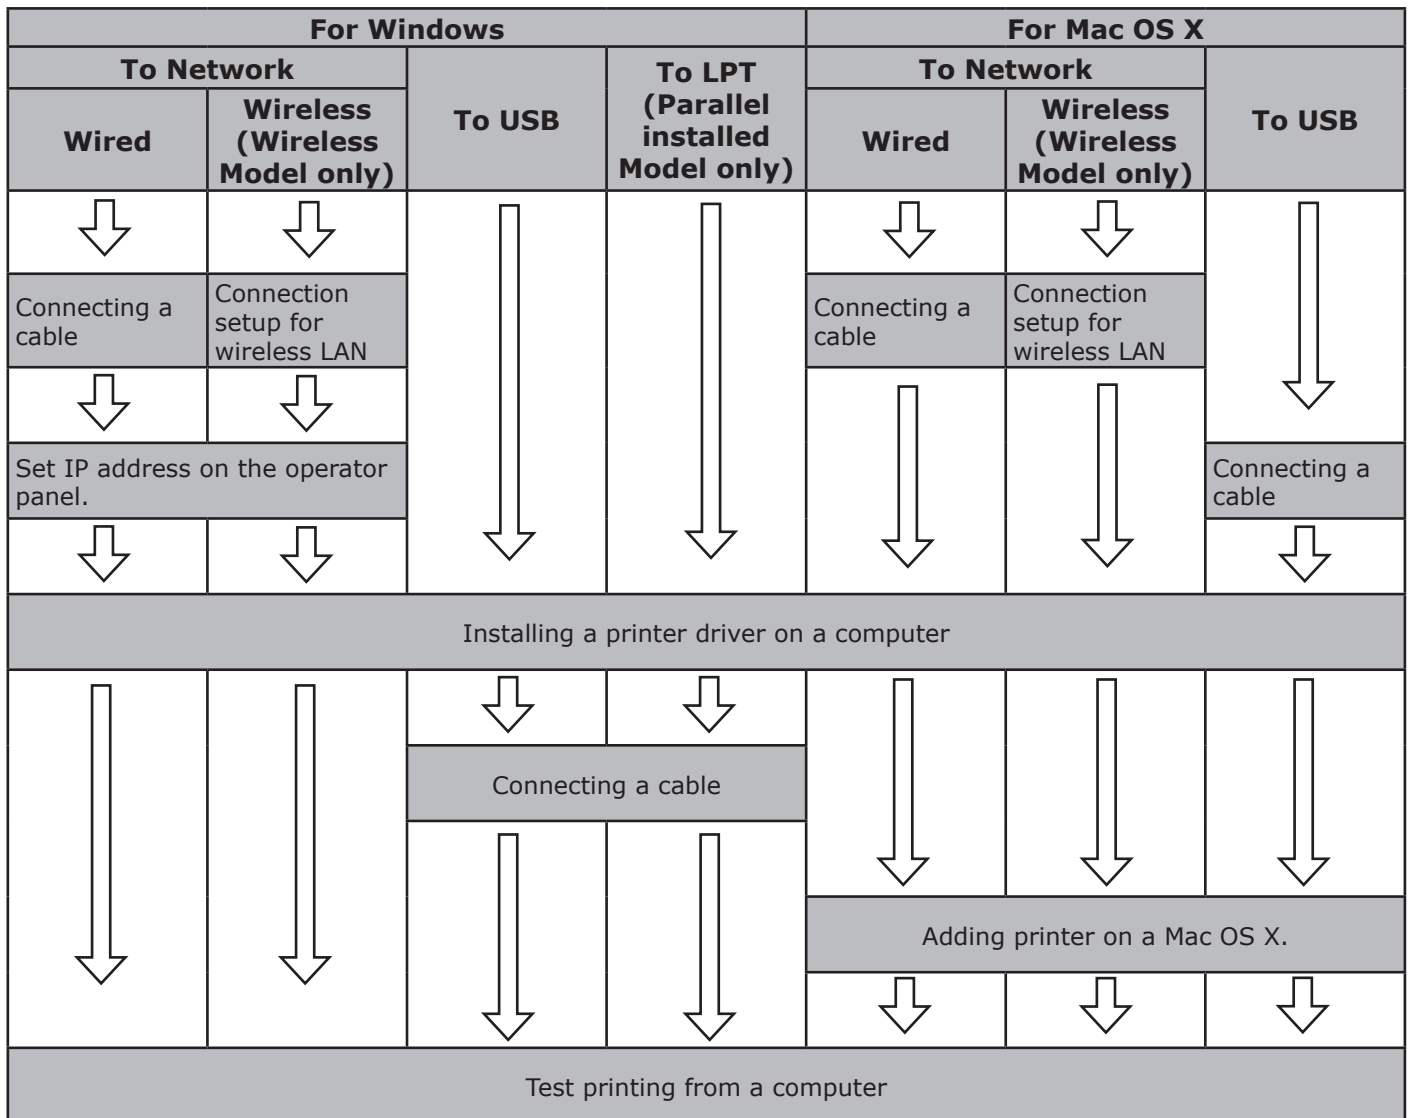 For Windows
For Mac OS X
To Network
To USB
To LPT
(Parallel
installed
Model only)
To Network
To USB
Wired
Wireless
(Wireless
Model only)
Wired
Wireless
(Wireless
Model only)
Connecting a
cable
Connection
setup for
wireless LAN
Connecting a
cable
Connection
setup for
wireless LAN
Set IP address on the operator
panel.
Connecting a
cable
Installing a printer driver on a computer
Connecting a cable
Adding printer on a Mac OS X.
Test printing from a computer